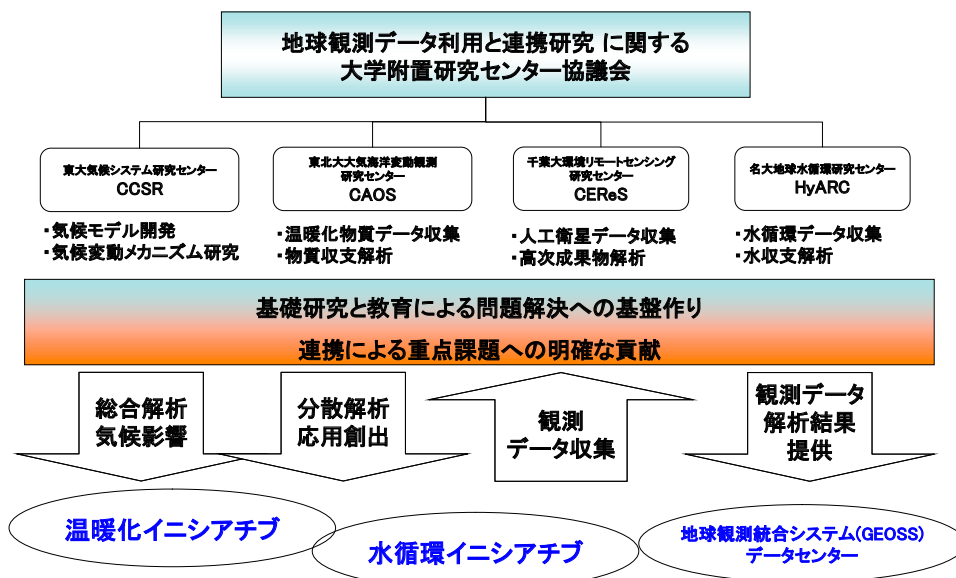 地球観測データ利用と連携研究 に関する
大学附置研究センター協議会
東大気候システム研究センター
CCSR
東北大大気海洋変動観測
研究センター
CAOS
千葉大環境リモートセンシング
研究センター
CEReS
名大地球水循環研究センター
HyARC
・気候モデル開発
・気候変動メカニズム研究
・温暖化物質データ収集
・物質収支解析
・人工衛星データ収集
・高次成果物解析
・水循環データ収集
・水収支解析
基礎研究と教育による問題解決への基盤作り
連携による重点課題への明確な貢献
総合解析
気候影響
分散解析
応用創出
観測
データ収集
観測データ
解析結果
提供
温暖化イニシアチブ
水循環イニシアチブ
地球観測統合システム(GEOSS)
データセンター